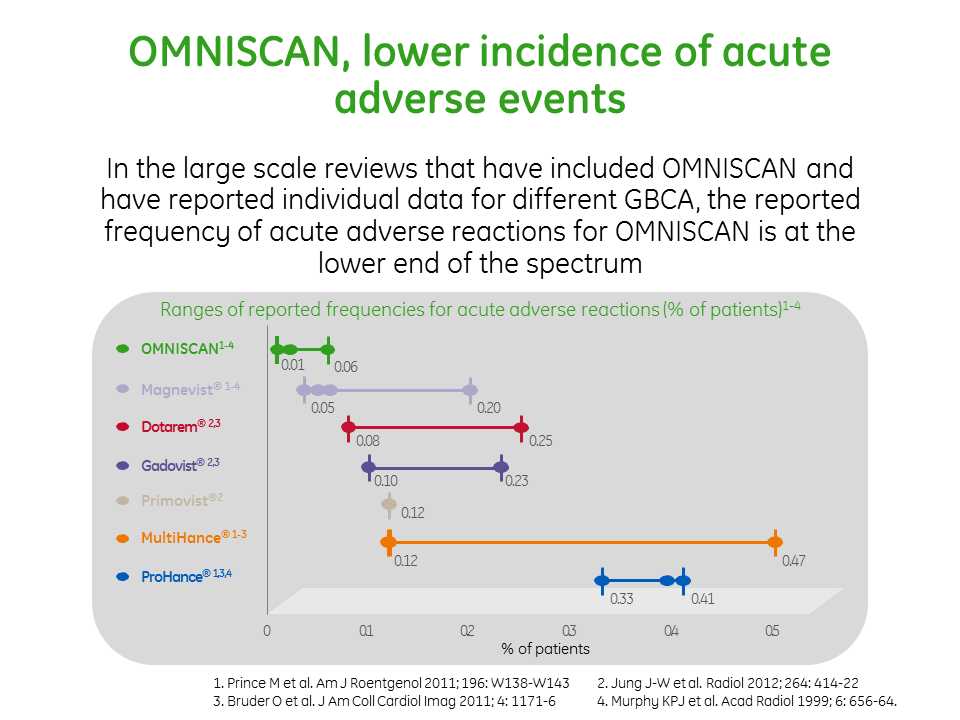 OMNISCAN, lower incidence of acute
adverse events
In the large scale reviews that have included OMNISCAN and
have reported individual data for different GBCA, the reported
frequency of acute adverse reactions for OMNISCAN is at the
lower end of the spectrum
Ranges of reported frequencies for acute adverse reactions (% of patients)1-4
OMNISCAN1-4
0.01 0.06
Magnevist® 1-4
0.05 0.20
Dotarem® 2,3
0.08 0.25
Gadovist® 2,3
0.10 0.23
Primovist®2
0.12
MultiHance® 1-3
0.12 0.47
ProHance® 1,3,4
0.33 0.41
0 0.1 0.2 0.3 0.4 0.5
% of patients
1. Prince M et al. Am J Roentgenol 2011; 196: W138-W143 2. Jung J-W et al. Radiol 2012; 264: 414-22
3. Bruder O et al. J Am Coll Cardiol Imag 2011; 4: 1171-6 4. Murphy KPJ et al. Acad Radiol 1999; 6: 656-64.